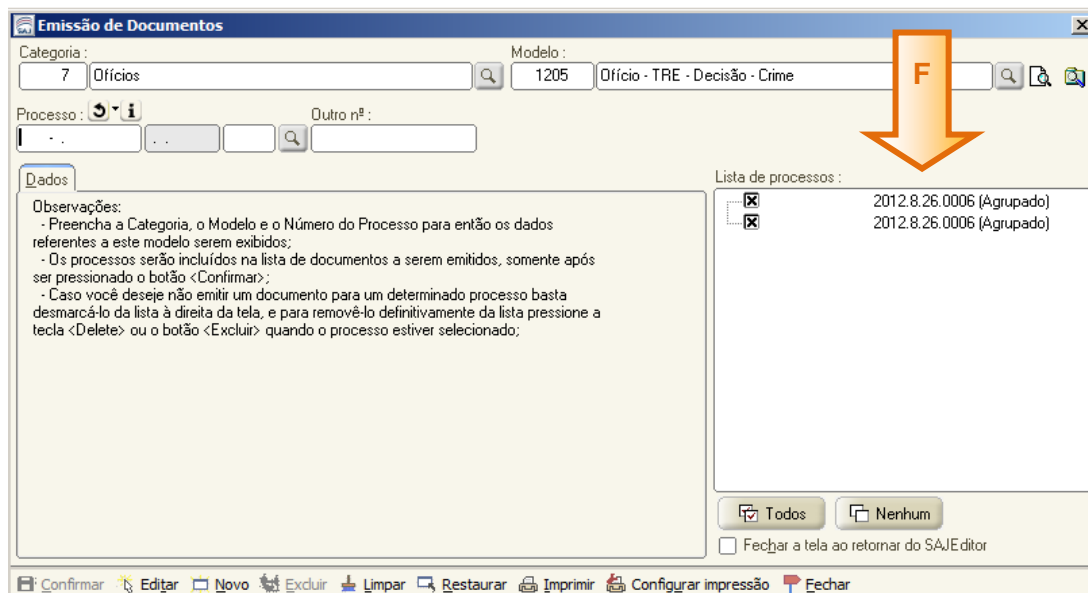 Emissão de Documentos
Categoria : Modelo :
7 Ofícios 1205 Ofício - TRE - Decisão - Crime
F
Processo : Outro nº :
- . . .
Dados
Lista de processos :
Observações:
- Preencha a Categoria, o Modelo e o Número do Processo para então os dados
referentes a este modelo serem exibidos;
- Os processos serão incluídos na lista de documentos a serem emitidos, somente após
ser pressionado o botão <Confirmar>;
- Caso você deseje não emitir um documento para um determinado processo basta
desmarcá-lo da lista à direita da tela, e para removê-lo definitivamente da lista pressione a
tecla <Delete> ou o botão <Excluir> quando o processo estiver selecionado;
2012.8.26.0006 (Agrupado)
2012.8.26.0006 (Agrupado)
Todos Nenhum
Fechar a tela ao retornar do SAJEditor
Confirmar Editar Novo Excluir Limpar Restaurar Imprimir Configurar impressão Fechar